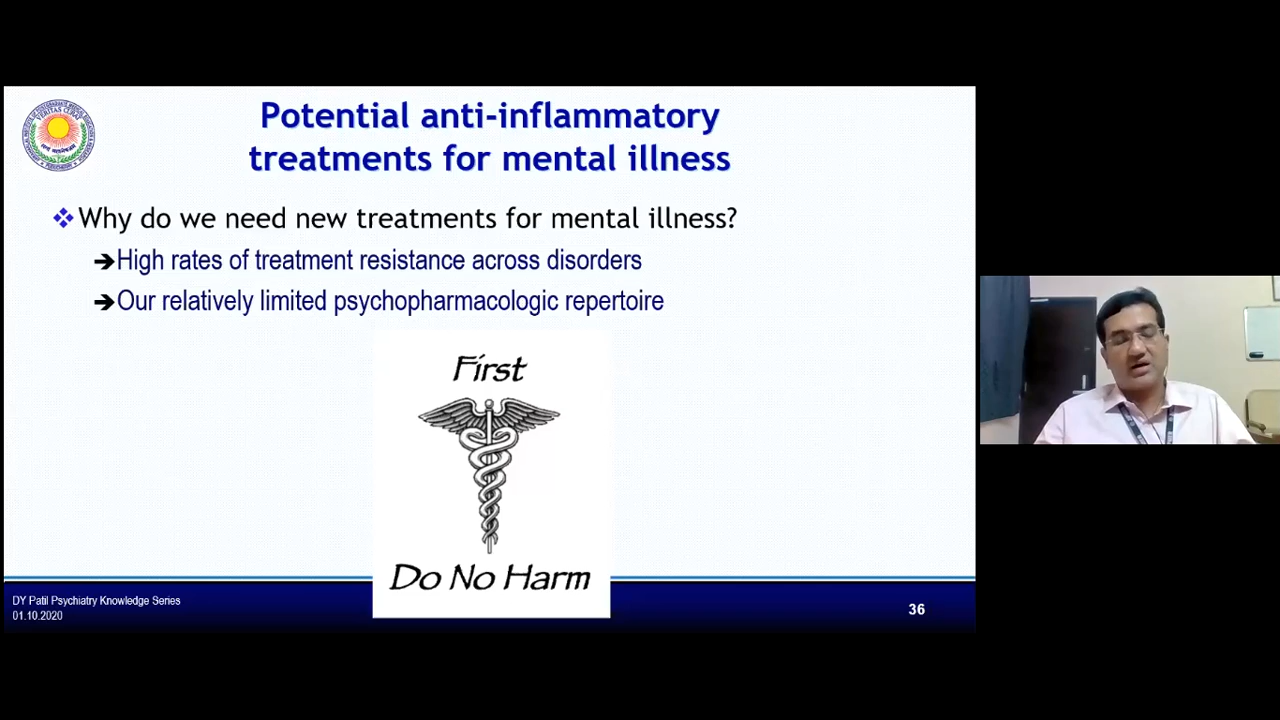 Potential anti-inflammatory
treatments for mental illness
Why do we need new treatments for mental illness?
High rates of treatment resistance across disorders
Our relatively limited psychopharmacologic repertoire
First
Do No Harm
DY Patil Psychiatry Knowledge Series
01.10.2020
36